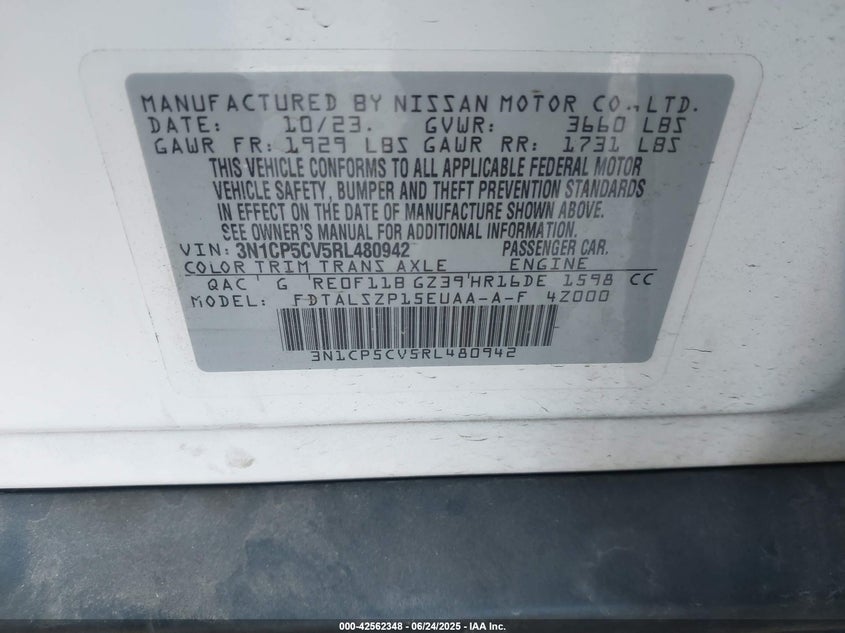 MANUFACTURED BY NISSAN MOTOR CO.,LTD.
DATE: 10/23. GVWR: 3660 LBS
GAWR FR: 1929 LBS GAWR RR: 1731 LBS
THIS VEHICLE CONFORMS TO ALL APPLICABLE FEDERAL MOTOR
VEHICLE SAFETY, BUMPER AND THEFT PREVENTION STANDARDS
IN EFFECT ON THE DATE OF MANUFACTURE SHOWN ABOVE.
SEE OWNER'S MANUAL FOR ADDITIONAL INFORMATION.
VIN: 3N1CP5CV5RL480942 PASSENGER CAR.
COLOR TRIM TRANS AXLE ENGINE
QAC G RE0F11B GZ39 HR16DE 1598 CC
MODEL: FDTALSZP15EUAA-A-F 4Z000
3N1CP5CV5RL480942
000-42562348 - 06/24/2025 - IAA Inc.